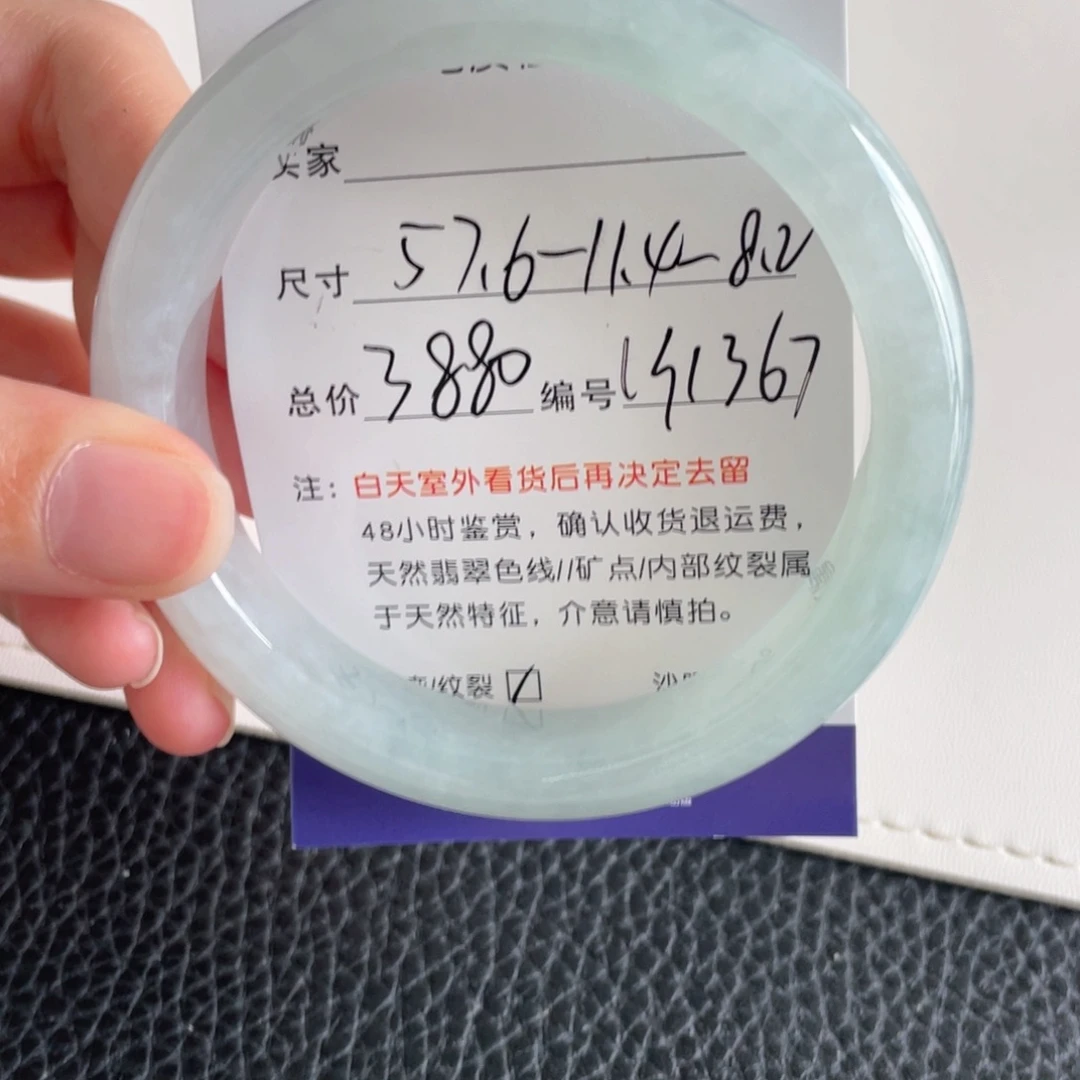 买家
尺寸 57.6-11.4-8.2
总价 3880 编号
注：白天室外看货后再决定去留
48小时鉴赏，确认收货退运费，
天然翡翠色线//矿点/内部纹裂属
于天然特征，介意请慎拍。
/纹裂 ☑